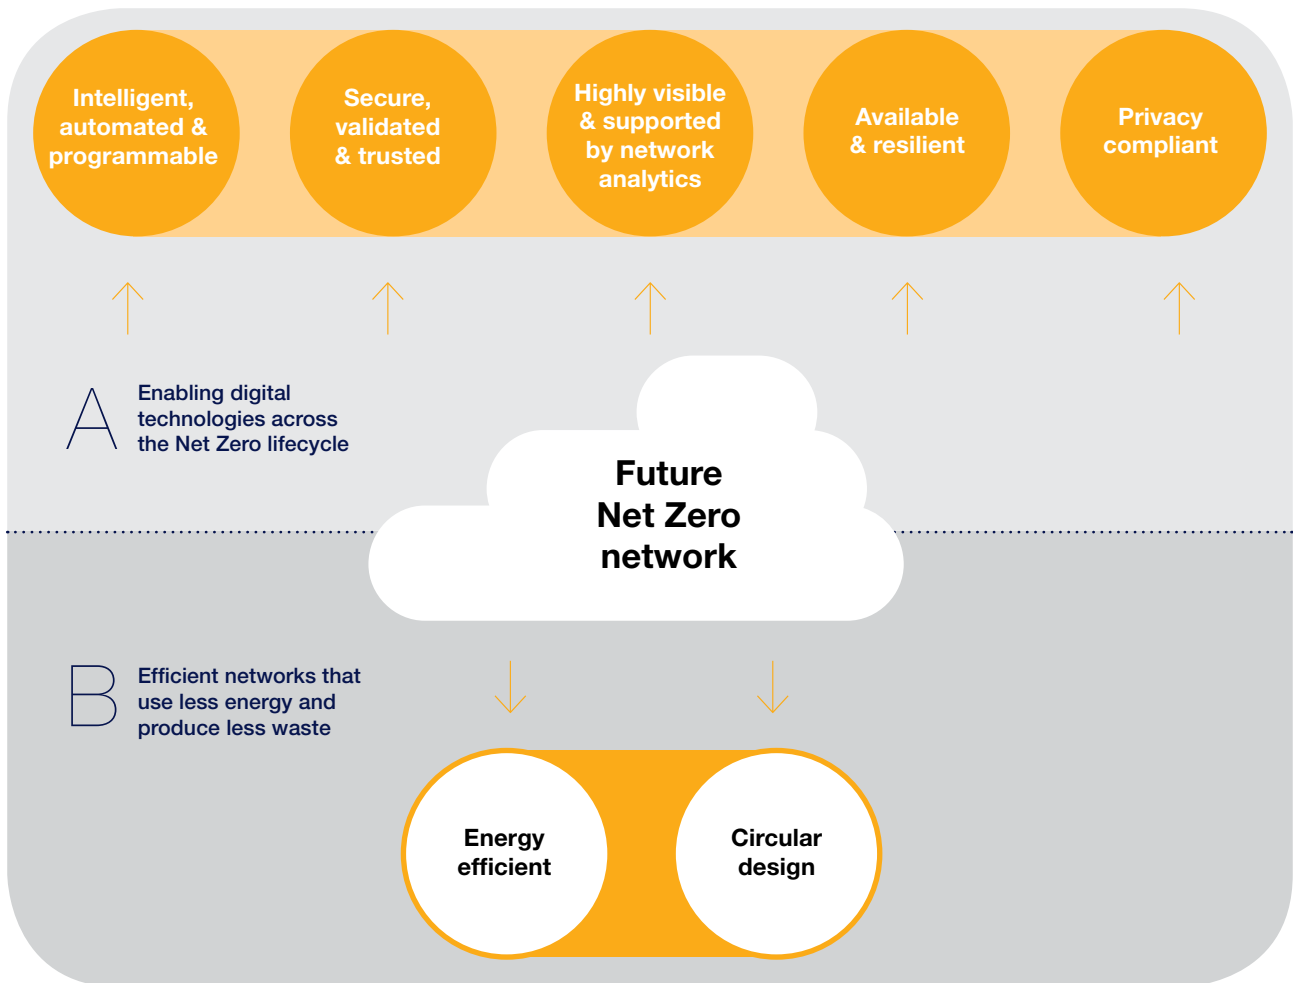 Intelligent,
automated &
programmable
Secure,
validated
& trusted
Highly visible
& supported
by network
analytics
Available
& resilient
Privacy
compliant
A
Enabling digital
technologies across
the Net Zero lifecycle
Future
Net Zero
network
B
Efficient networks that
use less energy and
produce less waste
Energy
efficient
Circular
design